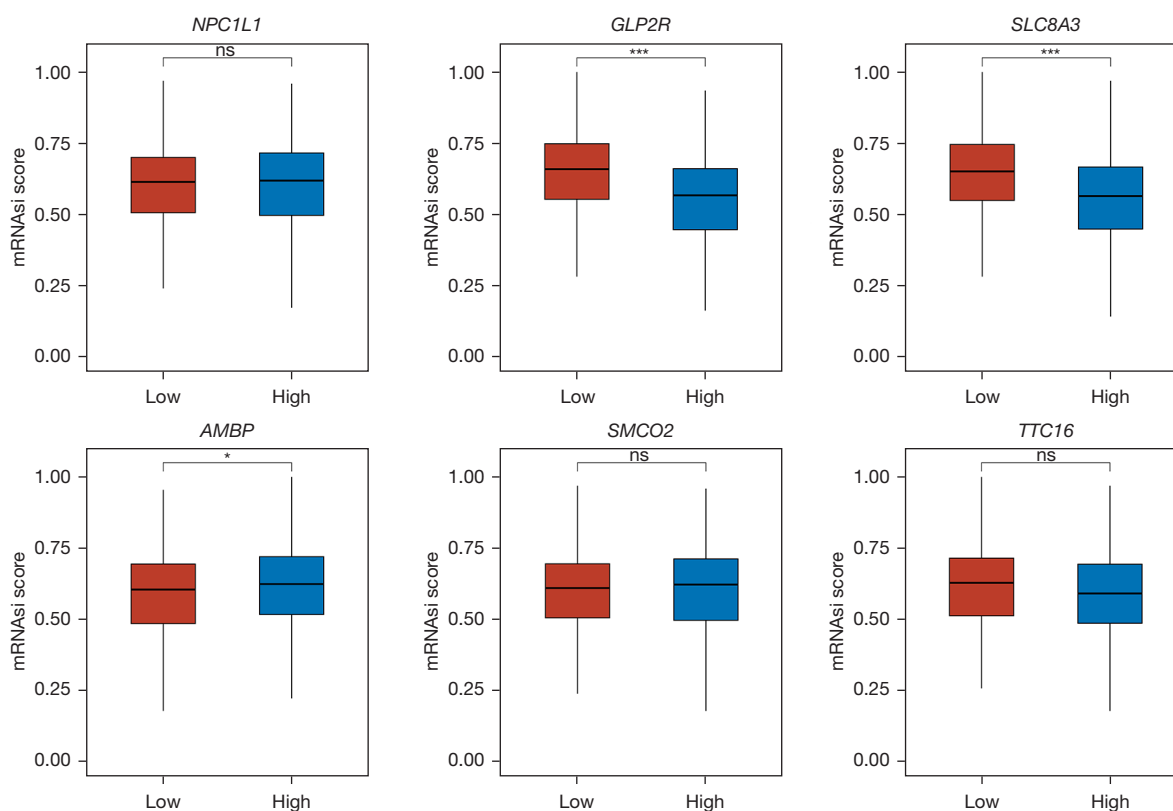 NPC1L1
ns
1.00
0.75
0.50
0.25
0.00
mRNAsi score
Low High
GLP2R
***
1.00
0.75
0.50
0.25
0.00
mRNAsi score
Low High
SLC8A3
***
1.00
0.75
0.50
0.25
0.00
mRNAsi score
Low High
AMBP
*
1.00
0.75
0.50
0.25
0.00
mRNAsi score
Low High
SMCO2
ns
1.00
0.75
0.50
0.25
0.00
mRNAsi score
Low High
TTC16
ns
1.00
0.75
0.50
0.25
0.00
mRNAsi score
Low High